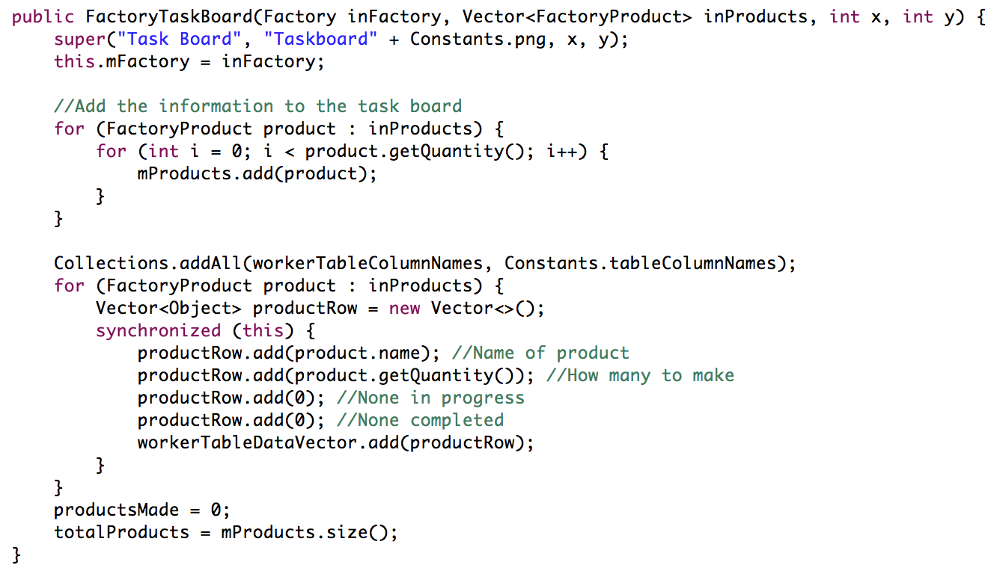 public FactoryTaskBoard(Factory inFactory, Vector<FactoryProduct> inProducts, int x, int y) {
    super("Task Board", "Taskboard" + Constants.png, x, y);
    this.mFactory = inFactory;

    //Add the information to the task board
    for (FactoryProduct product : inProducts) {
        for (int i = 0; i < product.getQuantity(); i++) {
            mProducts.add(product);
        }
    }

    Collections.addAll(workerTableColumnNames, Constants.tableColumnNames);
    for (FactoryProduct product : inProducts) {
        Vector<Object> productRow = new Vector<>();
        synchronized (this) {
            productRow.add(product.name); //Name of product
            productRow.add(product.getQuantity()); //How many to make
            productRow.add(0); //None in progress
            productRow.add(0); //None completed
            workerTableDataVector.add(productRow);
        }
    }
    productsMade = 0;
    totalProducts = mProducts.size();
}